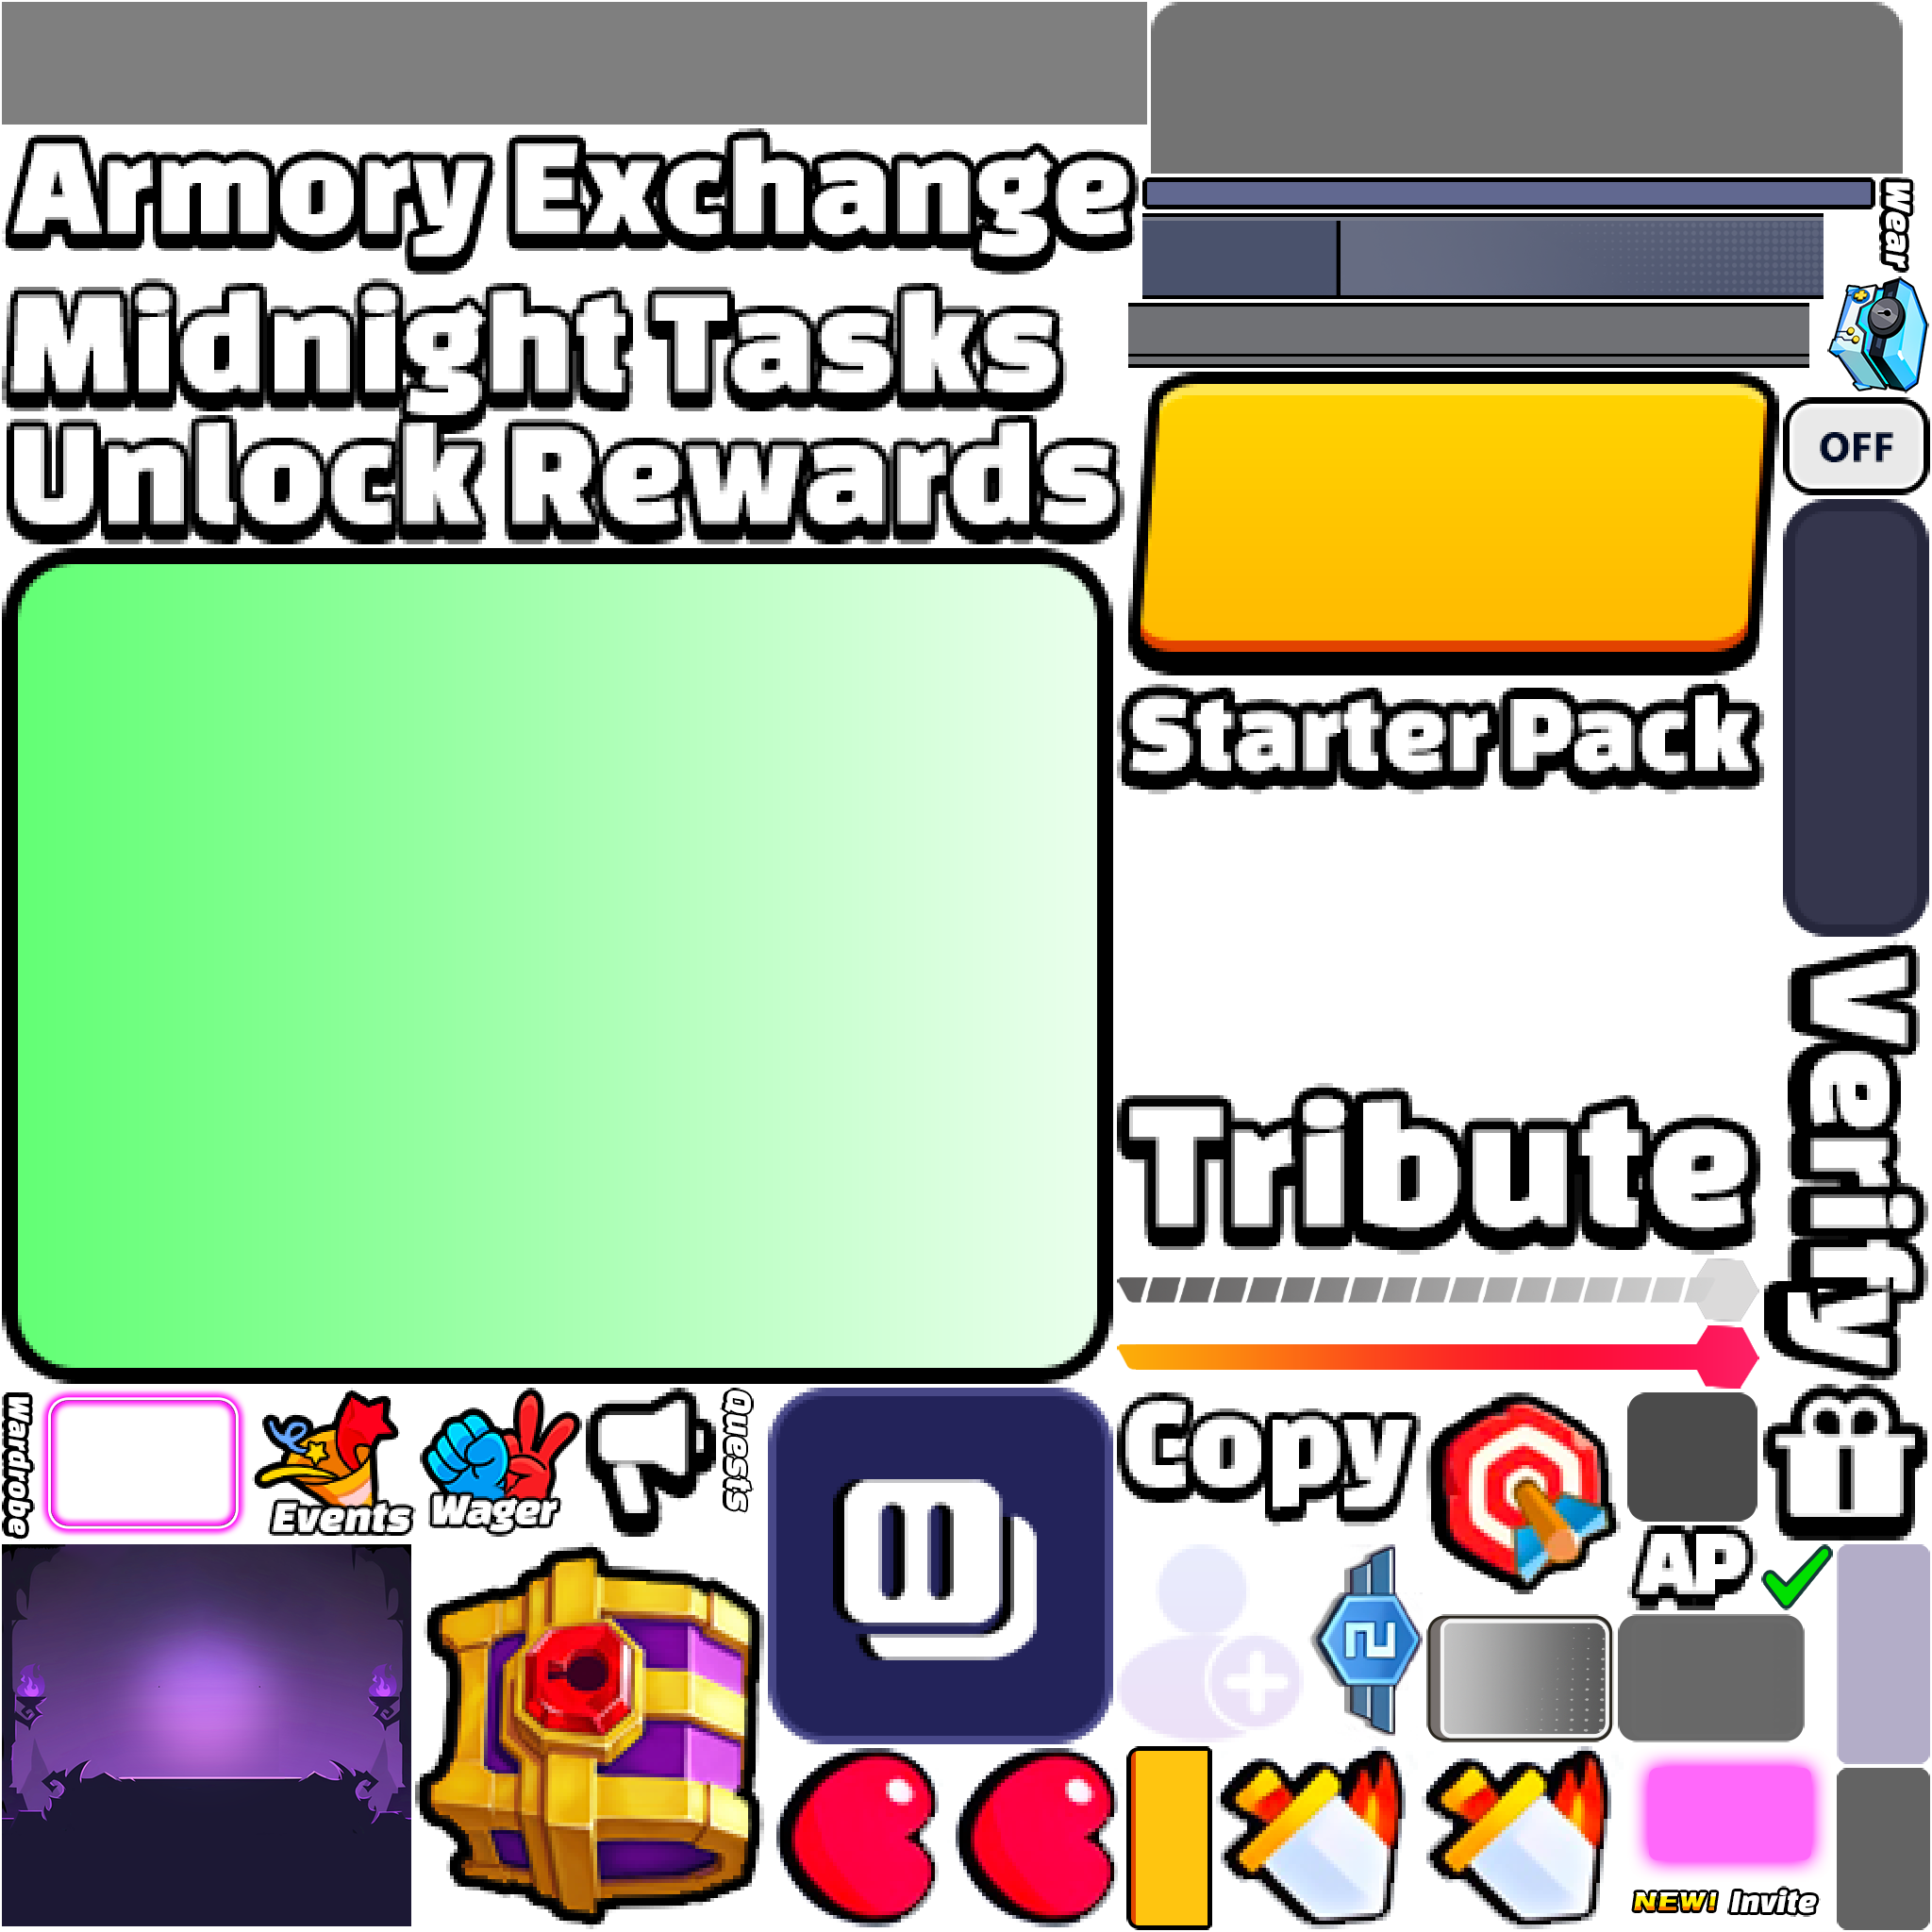 Armory Exchange
Wear
Midnight Tasks
OFF
Unlock Rewards
Starter Pack
Verify
Tribute
Wardrobe
Events
Wager
Quests
Copy
AP
2
NEW! Invite